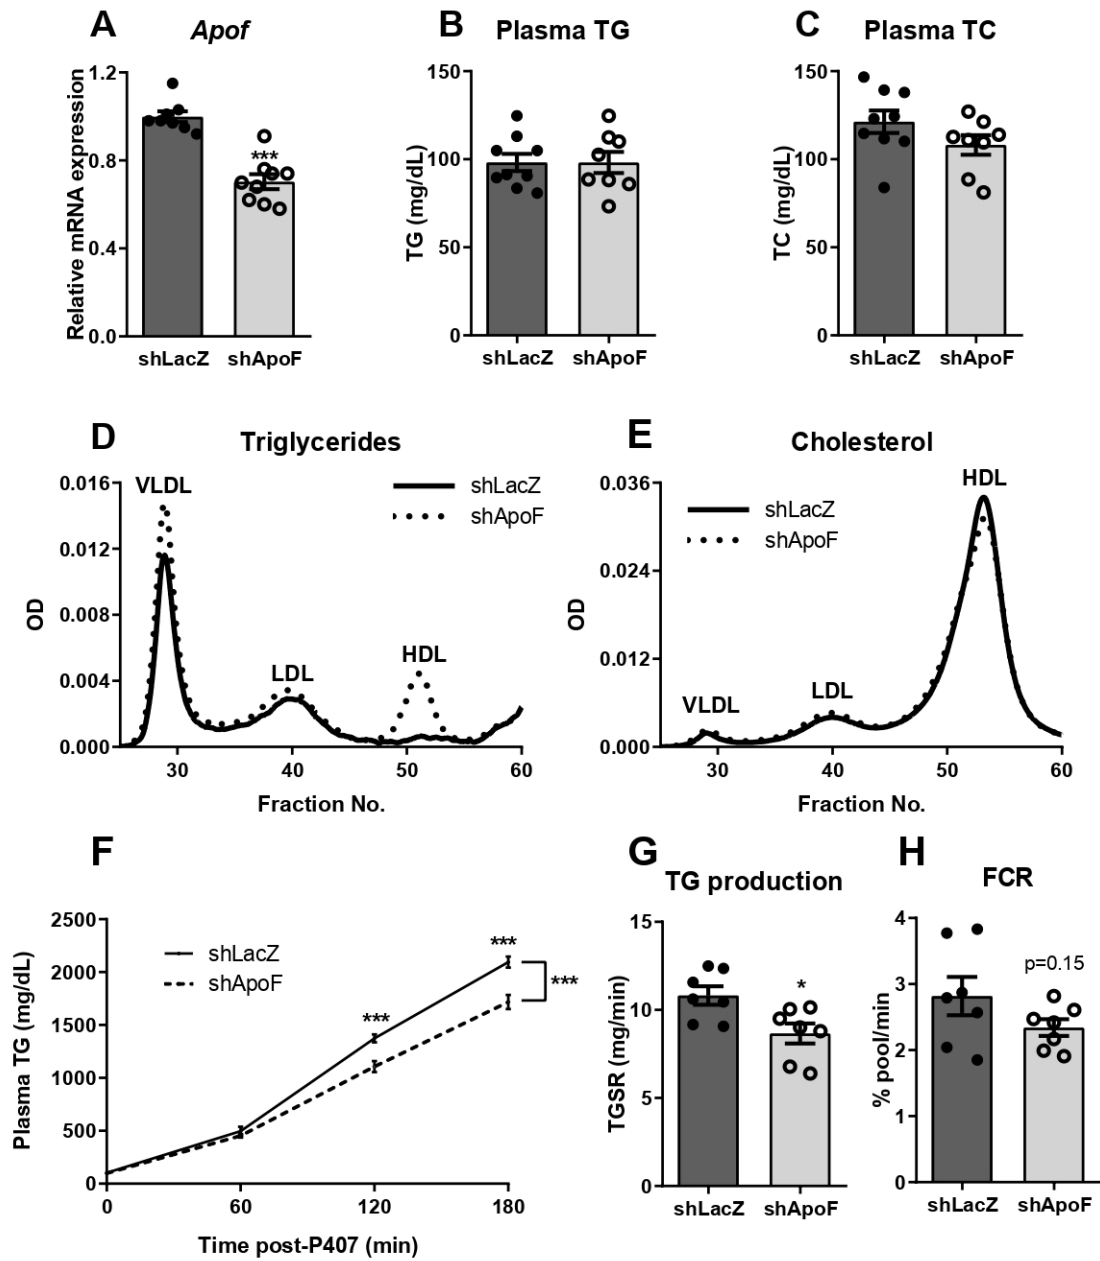 A
Apof
Relative mRNA expression
1.2
0.8
0.4
0.0
***
shLacZ
shApoF
B
Plasma TG
TG (mg/dL)
150
100
50
0
shLacZ
shApoF
C
Plasma TC
TC (mg/dL)
150
100
50
0
shLacZ
shApoF
D
Triglycerides
OD
0.016
0.012
0.008
0.004
0.000
VLDL
LDL
HDL
shLacZ
shApoF
30
40
50
60
Fraction No.
E
Cholesterol
OD
0.036
0.024
0.012
0.000
shLacZ
shApoF
VLDL
LDL
HDL
30
40
50
60
Fraction No.
F
Plasma TG (mg/dL)
2500
2000
1500
1000
500
0
shLacZ
shApoF
***
***
***
0
60
120
180
Time post-P407 (min)
G
TG production
TGSR (mg/min)
15
10
5
0
*
shLacZ
shApoF
H
FCR
% pool/min
4
3
2
1
0
p=0.15
shLacZ
shApoF